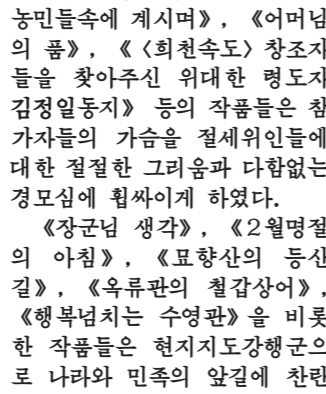 농민들속에 계시며》, 《어머님
의 품》, 《〈희천속도〉창조자
들을 찾아주신 위대한 령도자
김정일동지》 등의 작품들은 참
가자들의 가슴을 절세위인들에
대한 절절한 그리움과 다함없는
경모심에 휩싸이게 하였다.
《장군님 생각》, 《2월명절
의 아침》, 《묘향산의 등산
길》, 《옥류관의 철갑상어》,
《행복넘치는 수영관》을 비롯
한 작품들은 현지지도강행군으
로 나라와 민족의 앞길에 찬란